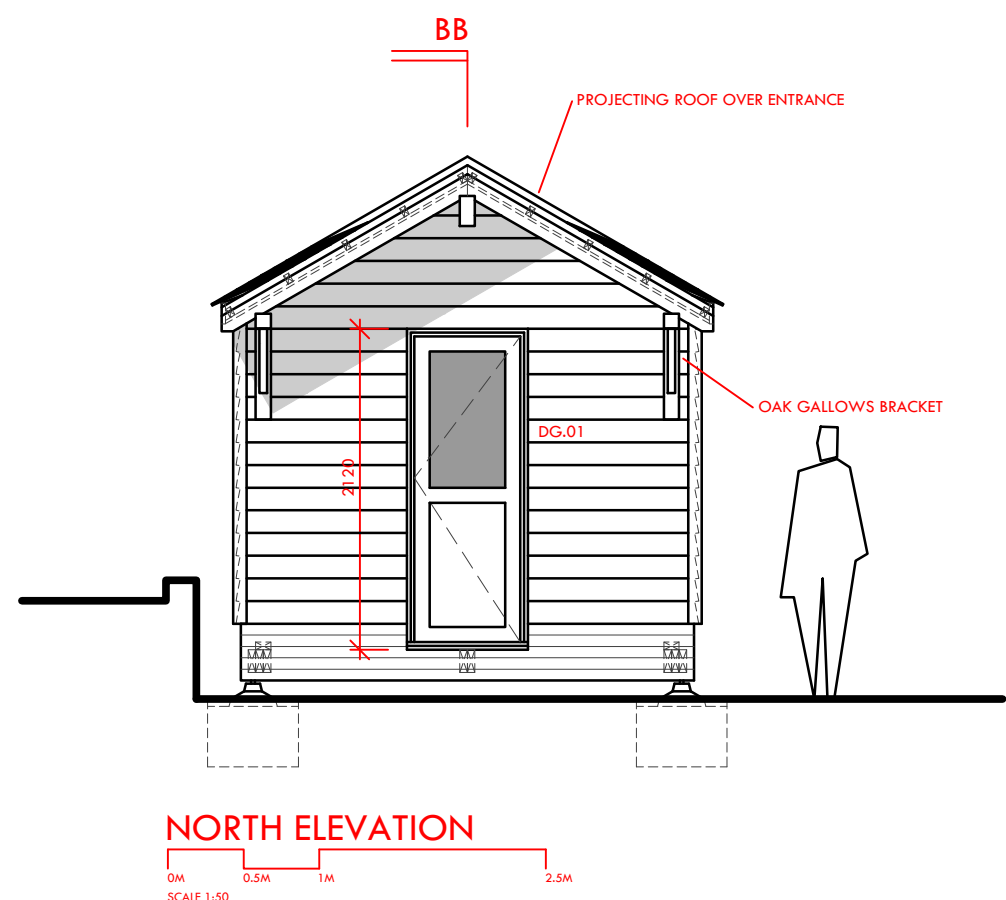 BB
PROJECTING ROOF OVER ENTRANCE
OAK GALLOWS BRACKET
DG.01
2120
NORTH ELEVATION
0M 0.5M 1M 2.5M
SCALE 1:50